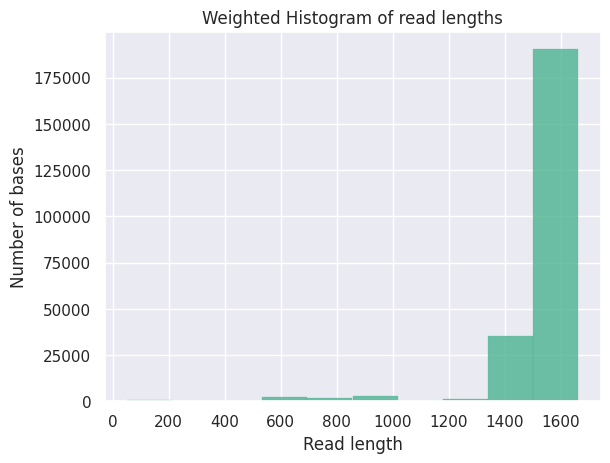 Weighted Histogram of read lengths
Number of bases
175000
150000
125000
100000
75000
50000
25000
0
0 200 400 600 800 1000 1200 1400 1600
Read length